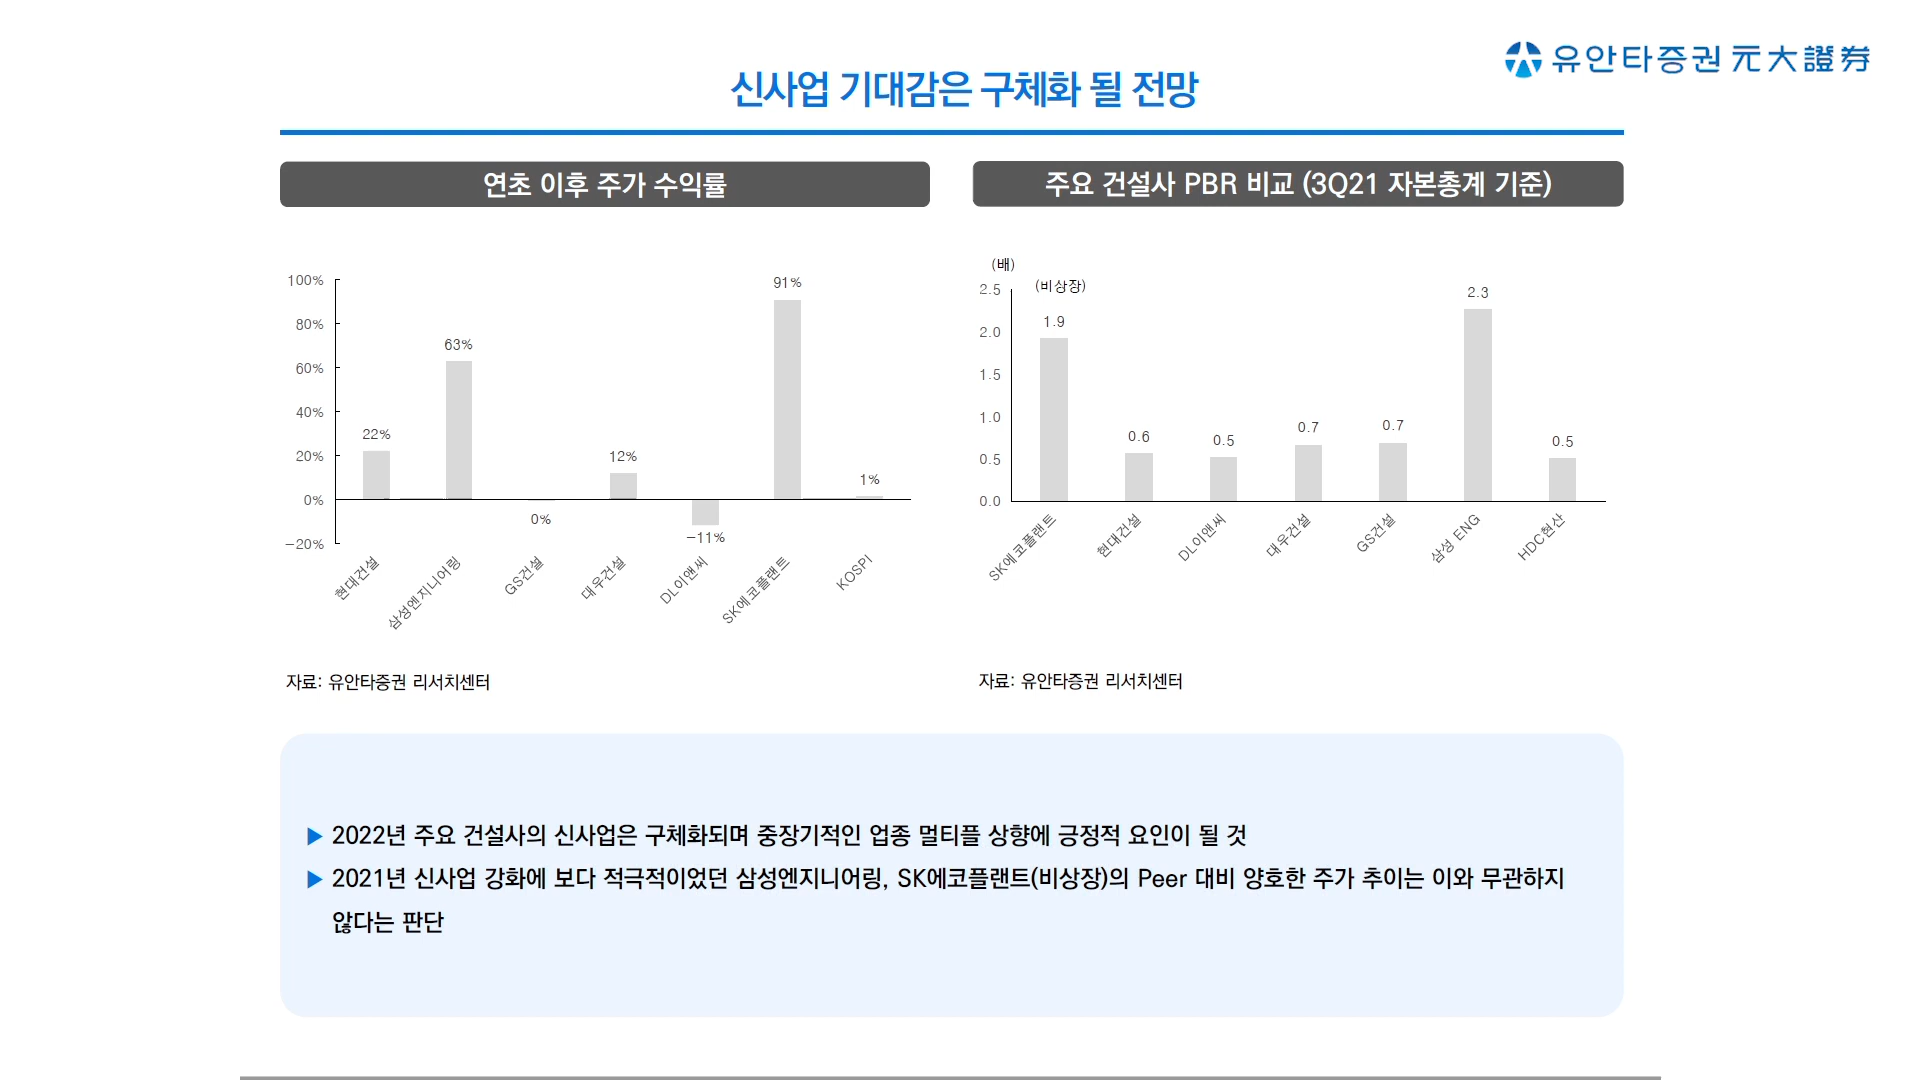 유안타증권 元大證券
신사업 기대감은 구체화 될 전망
연초 이후 주가 수익률
100%
80%
60%
40%
20%
0%
-20%
22%
63%
0%
12%
-11%
91%
1%
현대건설
삼성엔지니어링
GS건설
대우건설
DL이앤씨
SK에코플랜트
KOSPI
자료: 유안타증권 리서치센터
주요 건설사 PBR 비교 (3Q21 자본총계 기준)
(배)
2.5
2.0
1.5
1.0
0.5
0.0
(비상장)
1.9
0.6
0.5
0.7
0.7
2.3
0.5
SK에코플랜트
현대건설
DL이앤씨
대우건설
GS건설
삼성 ENG
HDC현산
자료: 유안타증권 리서치센터
▶ 2022년 주요 건설사의 신사업은 구체화되며 중장기적인 업종 멀티플 상향에 긍정적 요인이 될 것
▶ 2021년 신사업 강화에 보다 적극적이었던 삼성엔지니어링, SK에코플랜트(비상장)의 Peer 대비 양호한 주가 추이는 이와 무관하지
않다는 판단